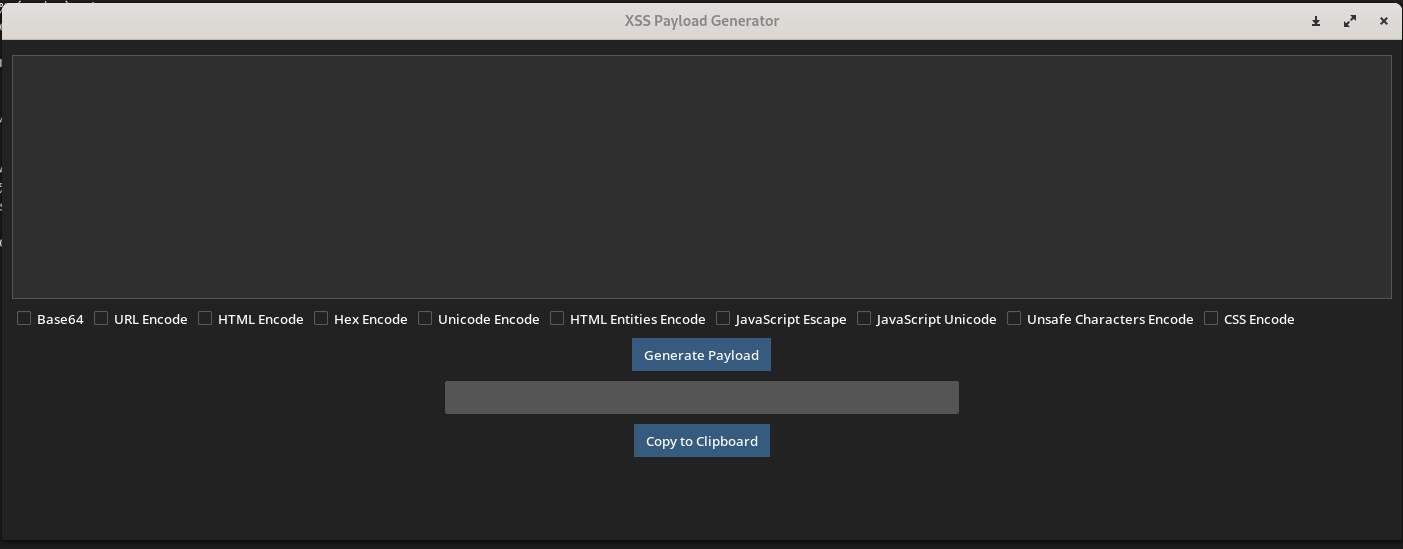 XSS Payload Generator
Base64 URL Encode HTML Encode Hex Encode Unicode Encode HTML Entities Encode JavaScript Escape JavaScript Unicode Unsafe Characters Encode CSS Encode
Generate Payload
Copy to Clipboard